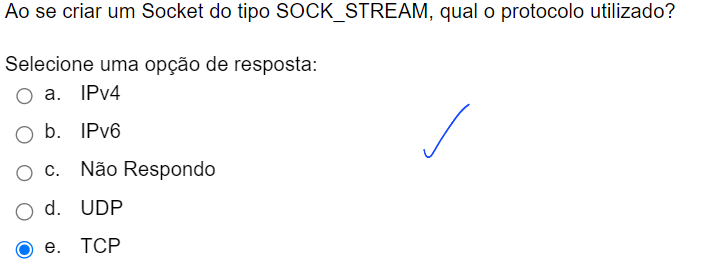 Ao se criar um Socket do tipo SOCK_STREAM, qual o protocolo utilizado?
Selecione uma opção de resposta:
a. IPv4
b. IPv6
c. Não Respondo
d. UDP
e. TCP